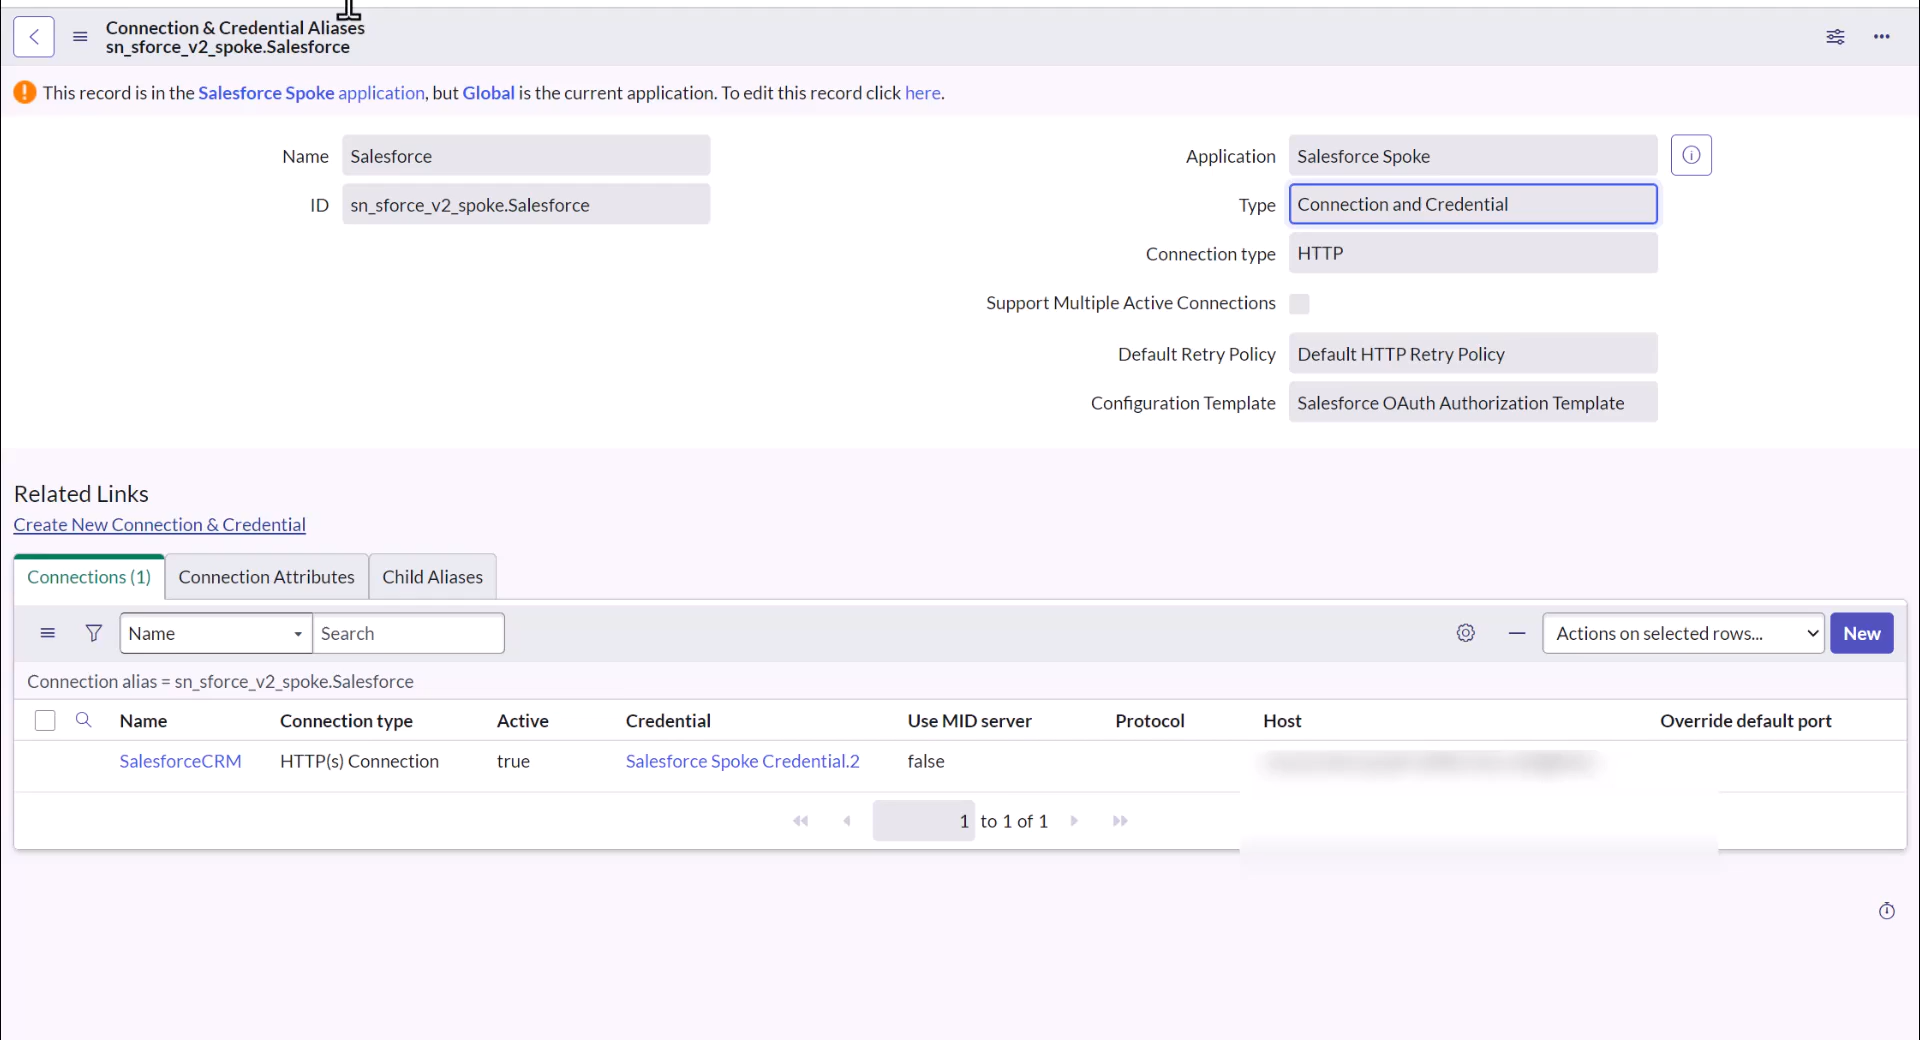 Connection & Credential Aliases
sn_sforce_v2_spoke.Salesforce
This record is in the Salesforce Spoke application, but Global is the current application. To edit this record click here.
Name Salesforce
ID sn_sforce_v2_spoke.Salesforce
Application Salesforce Spoke
Type Connection and Credential
Connection type HTTP
Support Multiple Active Connections
Default Retry Policy Default HTTP Retry Policy
Configuration Template Salesforce OAuth Authorization Template
Related Links
Create New Connection & Credential
Connections (1) Connection Attributes Child Aliases
Name Search Actions on selected rows... New
Connection alias = sn_sforce_v2_spoke.Salesforce
Name Connection type Active Credential Use MID server Protocol Host Override default port
SalesforceCRM HTTP(s) Connection true Salesforce Spoke Credential.2 false
1 to 1 of 1